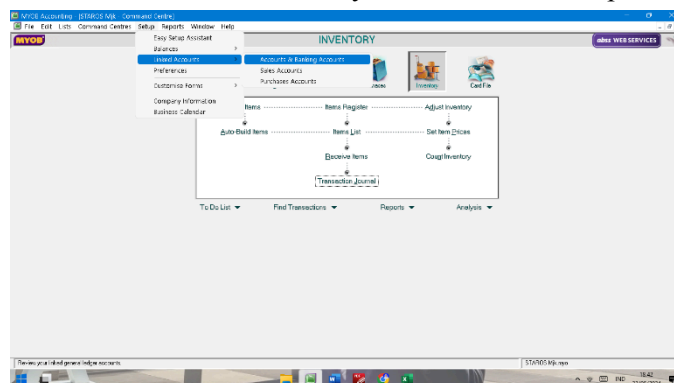 MYOB Accounting - [STAROS Mjk - Command Centre]
File Edit Lists Command Centres Setup Reports Window Help
MYOB
INVENTORY
abss WEB SERVICES
Easy Setup Assistant
Balances
Linked Accounts
Preferences
Customise Forms
Company Information
Business Calendar
Accounts & Banking Accounts
Sales Accounts
Purchases Accounts
Inventory
Card File
Items
Items Register
Adjust Inventory
Auto-Build Items
Items List
Set Item Prices
Receive Items
Count Inventory
Transaction Journal
To Do List
Find Transactions
Reports
Analysis
Review your linked general ledger accounts
STAROS Mjk.myo
IND